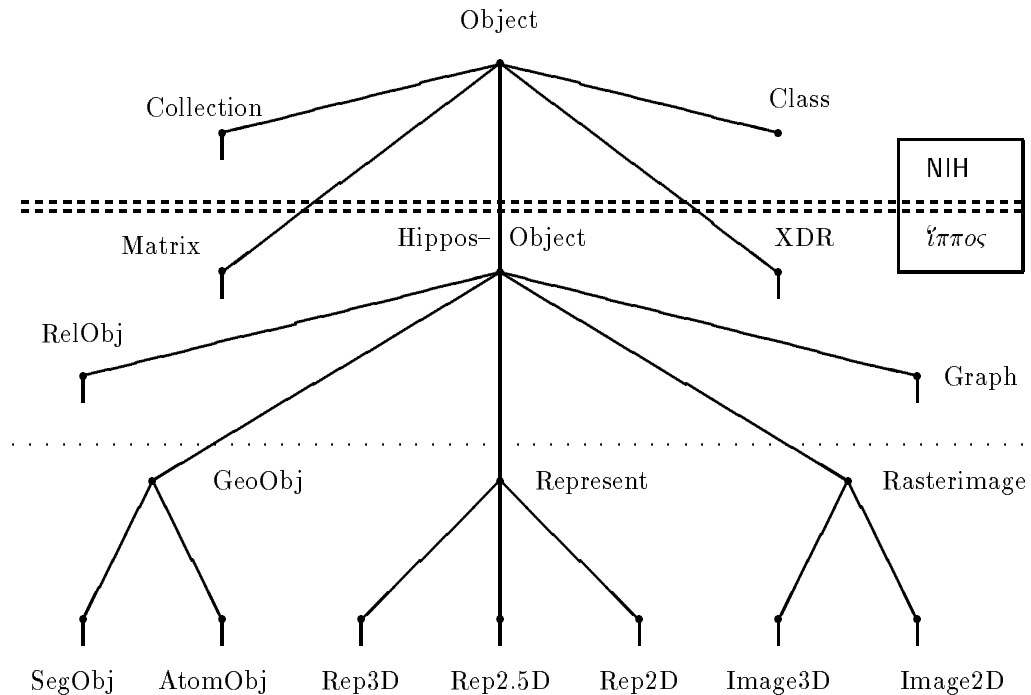 Object
Collection
Class
NIH
Matrix
Hippos– Object
XDR
ἵππος
RelObj
Graph
GeoObj
Represent
Rasterimage
SegObj AtomObj Rep3D Rep2.5D Rep2D Image3D Image2D